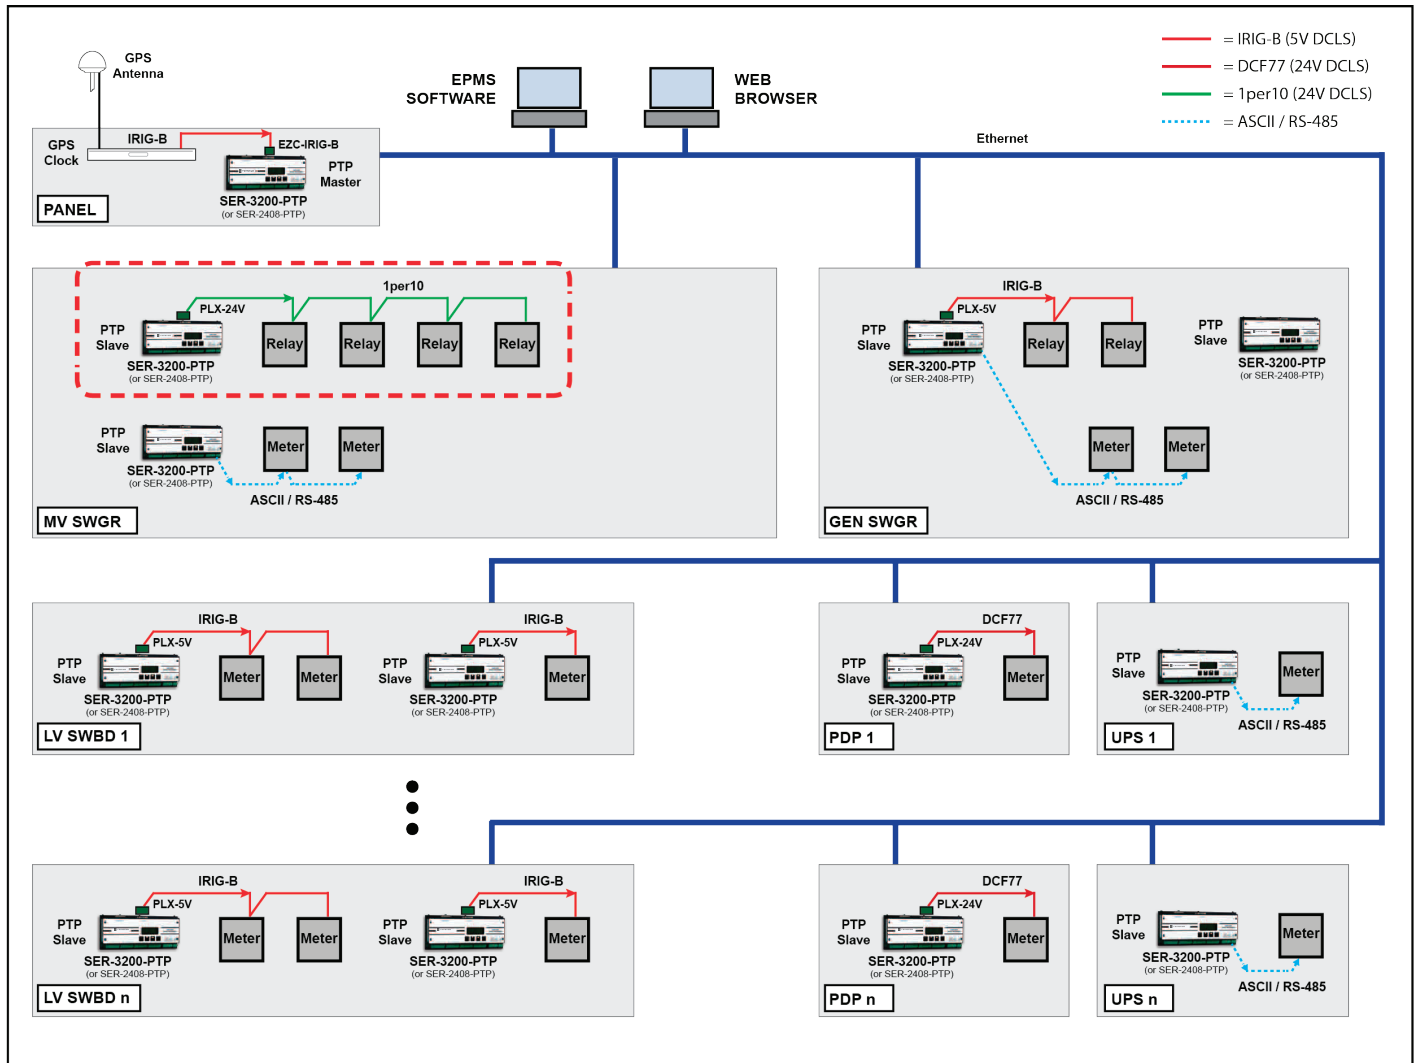 GPS
Antenna
EPMS
SOFTWARE
WEB
BROWSER
= IRIG-B (5V DCLS)
= DCF77 (24V DCLS)
= 1per10 (24V DCLS)
= ASCII / RS-485
Ethernet
GPS
Clock
IRIG-B
EZC-IRIG-B
PTP
Master
SER-3200-PTP
(or SER-2408-PTP)
PANEL
1per10
PLX-24V
PTP
Slave
SER-3200-PTP
(or SER-2408-PTP)
Relay
Relay
Relay
Relay
PTP
Slave
SER-3200-PTP
(or SER-2408-PTP)
Meter
Meter
ASCII / RS-485
MV SWGR
IRIG-B
PLX-5V
PTP
Slave
SER-3200-PTP
(or SER-2408-PTP)
Relay
Relay
PTP
Slave
SER-3200-PTP
(or SER-2408-PTP)
Meter
Meter
ASCII / RS-485
GEN SWGR
IRIG-B
PLX-5V
PTP
Slave
SER-3200-PTP
(or SER-2408-PTP)
Meter
Meter
IRIG-B
PLX-5V
PTP
Slave
SER-3200-PTP
(or SER-2408-PTP)
Meter
LV SWBD 1
DCF77
PLX-24V
PTP
Slave
SER-3200-PTP
(or SER-2408-PTP)
Meter
PDP 1
PTP
Slave
SER-3200-PTP
(or SER-2408-PTP)
Meter
ASCII / RS-485
UPS 1
IRIG-B
PLX-5V
PTP
Slave
SER-3200-PTP
(or SER-2408-PTP)
Meter
Meter
IRIG-B
PLX-5V
PTP
Slave
SER-3200-PTP
(or SER-2408-PTP)
Meter
LV SWBD n
DCF77
PLX-24V
PTP
Slave
SER-3200-PTP
(or SER-2408-PTP)
Meter
PDP n
PTP
Slave
SER-3200-PTP
(or SER-2408-PTP)
Meter
ASCII / RS-485
UPS n